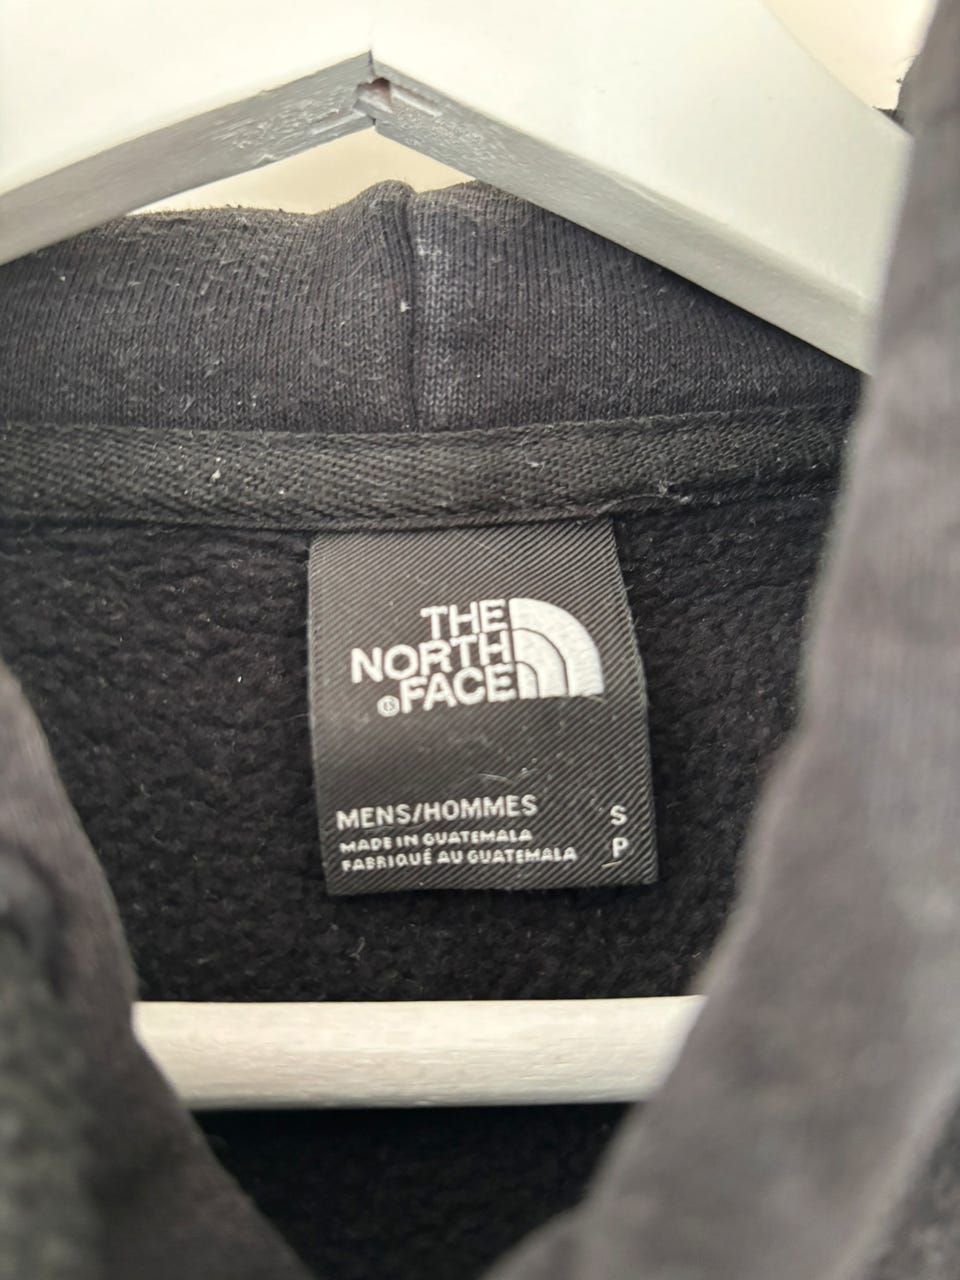 THE
NORTH
®FACE
MENS/HOMMES S
MADE IN GUATEMALA
FABRIQUÉ AU GUATEMALA P